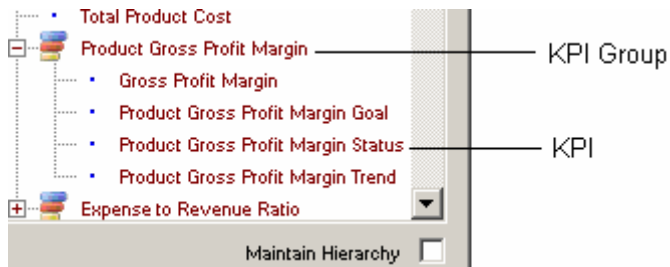 Total Product Cost
Product Gross Profit Margin
KPI Group
Gross Profit Margin
Product Gross Profit Margin Goal
Product Gross Profit Margin Status
KPI
Product Gross Profit Margin Trend
Expense to Revenue Ratio
Maintain Hierarchy